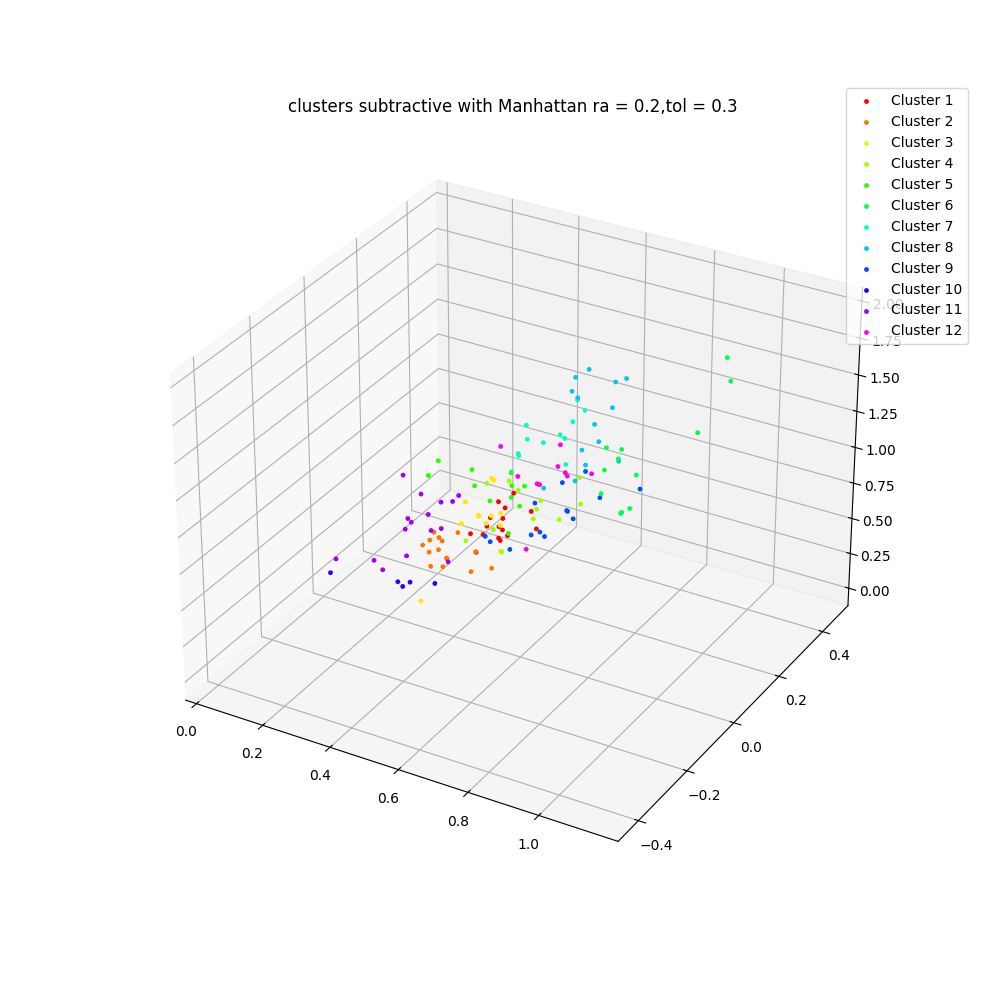 clusters subtractive with Manhattan ra = 0.2,tol = 0.3
Cluster 1
Cluster 2
Cluster 3
Cluster 4
Cluster 5
Cluster 6
Cluster 7
Cluster 8
Cluster 9
Cluster 10
Cluster 11
Cluster 12
2.00
1.75
1.50
1.25
1.00
0.75
0.50
0.25
0.00
0.4
0.2
0.0
−0.2
−0.4
0.0
0.2
0.4
0.6
0.8
1.0